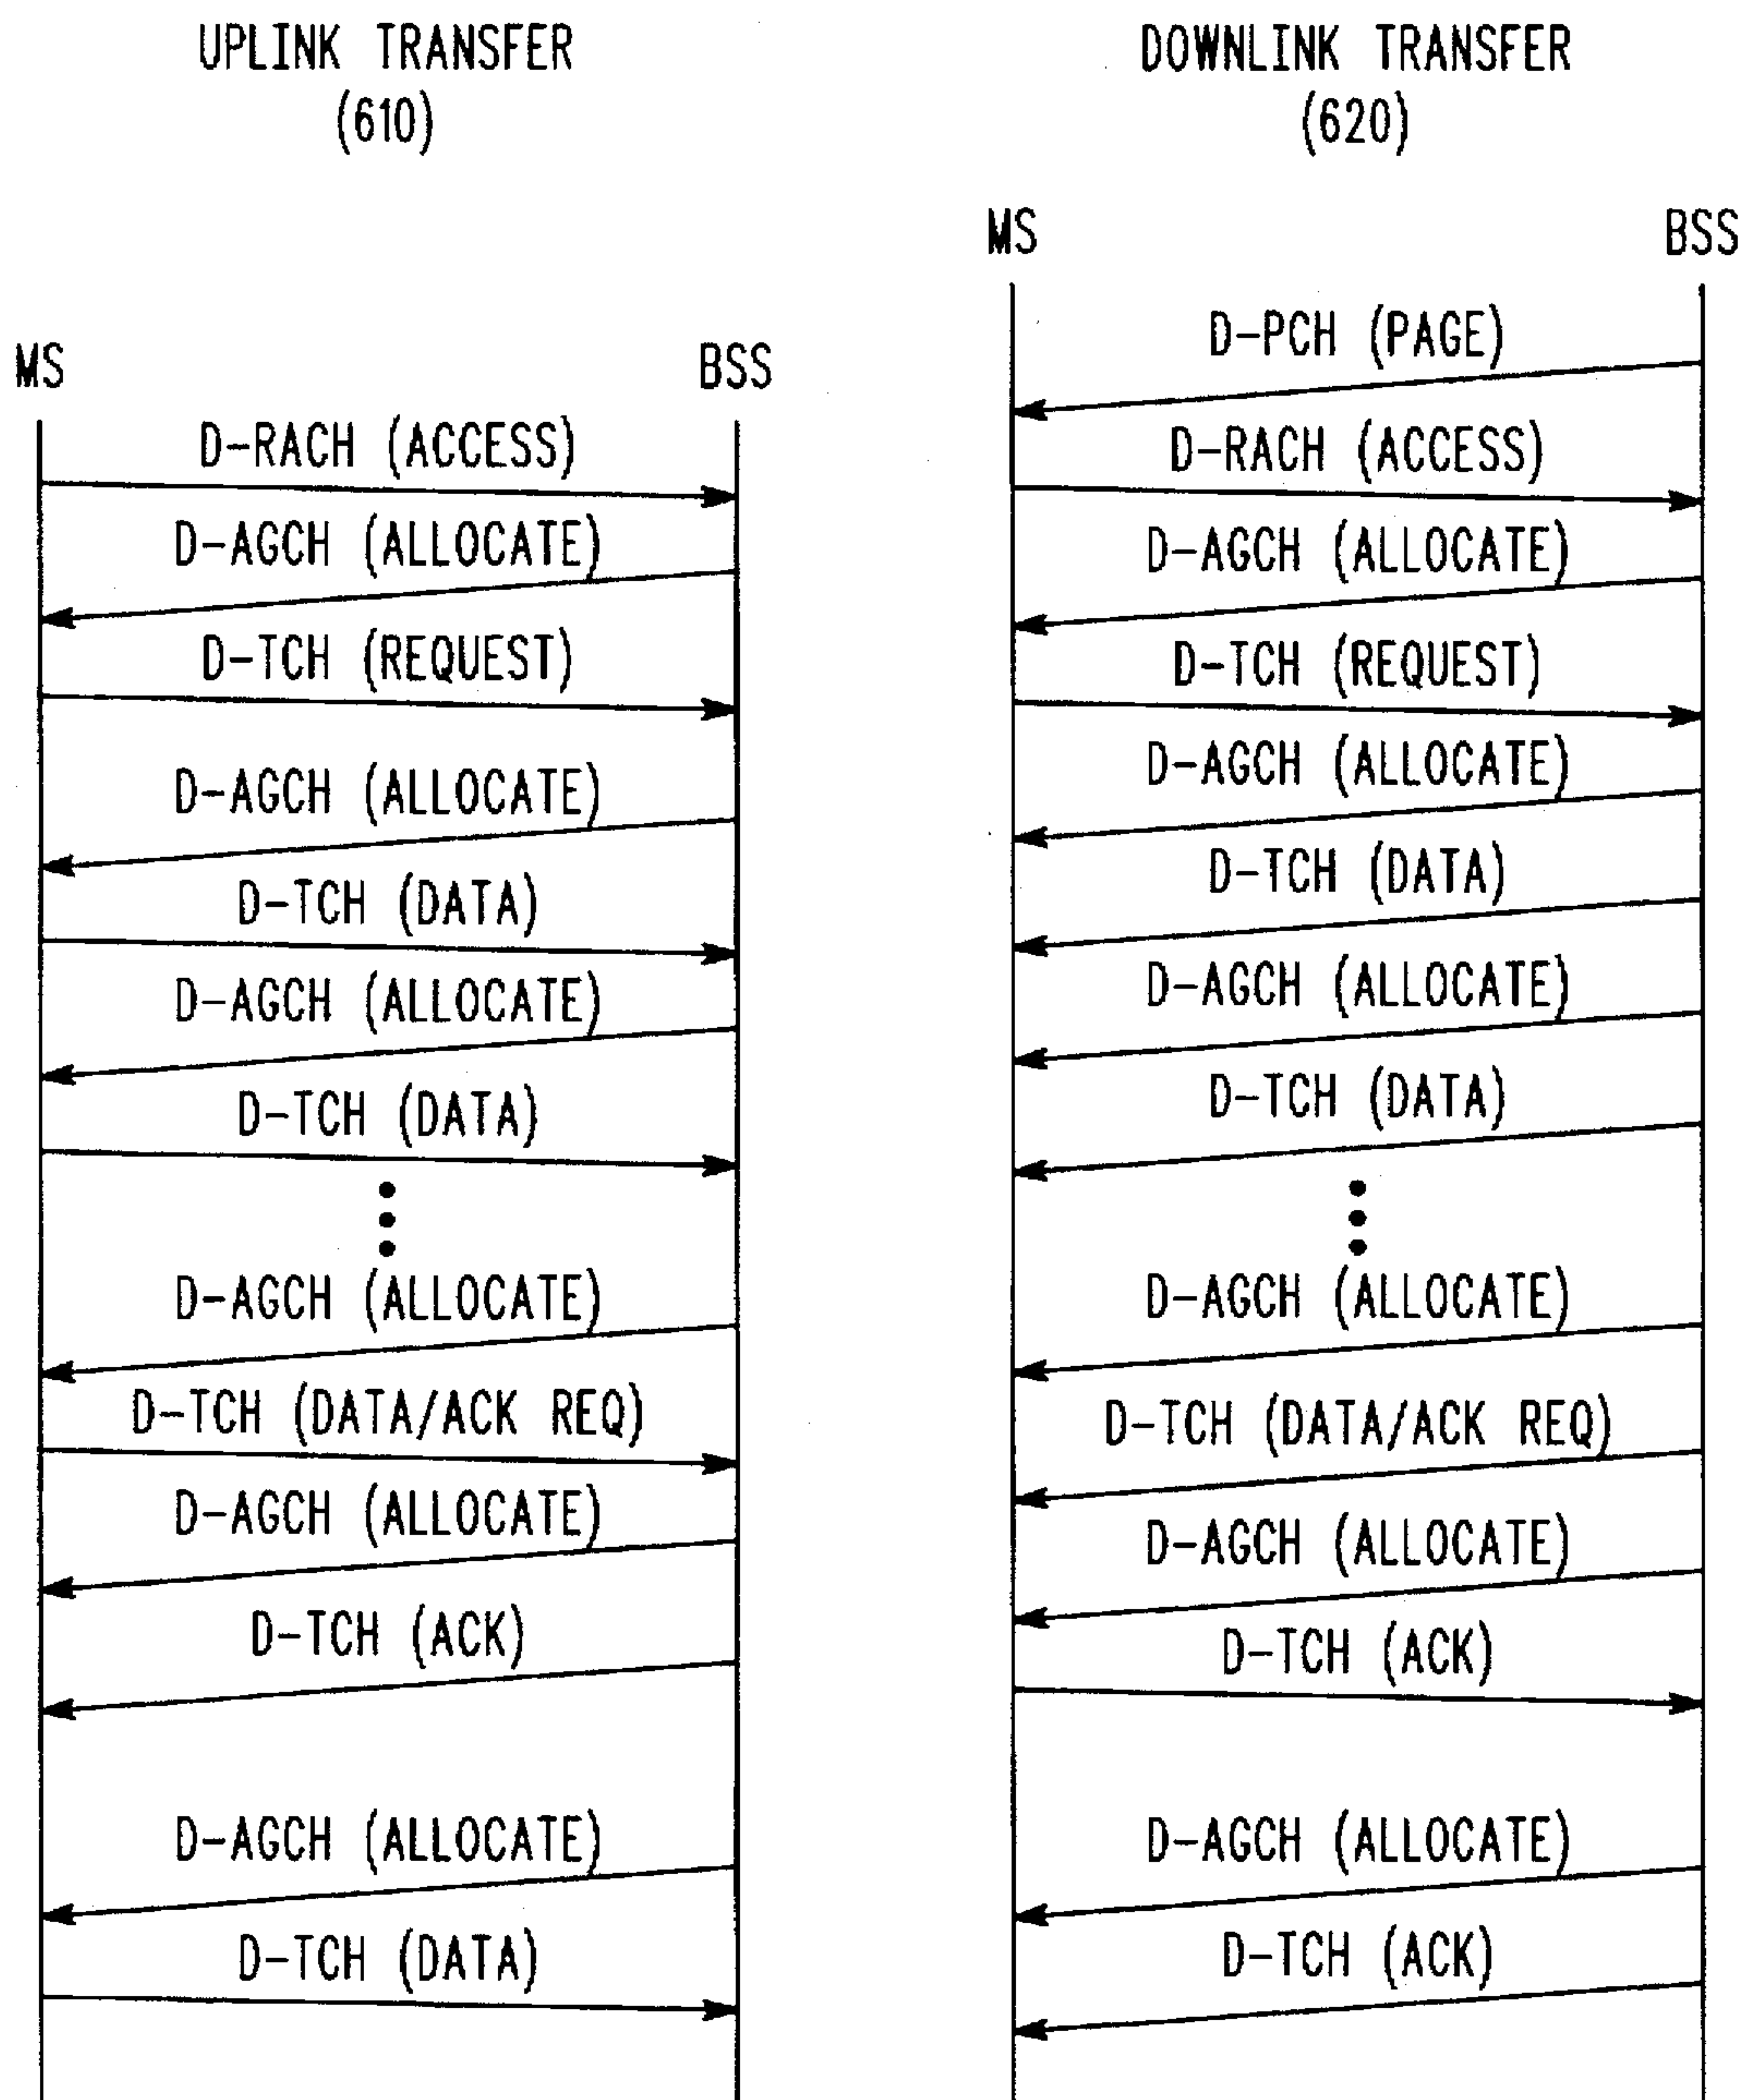 UPLINK TRANSFER
(610)
MS
BSS
D-RACH (ACCESS)
D-AGCH (ALLOCATE)
D-TCH (REQUEST)
D-AGCH (ALLOCATE)
D-TCH (DATA)
D-AGCH (ALLOCATE)
D-TCH (DATA)
D-AGCH (ALLOCATE)
D-TCH (DATA/ACK REQ)
D-AGCH (ALLOCATE)
D-TCH (ACK)
D-AGCH (ALLOCATE)
D-TCH (DATA)
DOWNLINK TRANSFER
(620)
MS
BSS
D-PCH (PAGE)
D-RACH (ACCESS)
D-AGCH (ALLOCATE)
D-TCH (REQUEST)
D-AGCH (ALLOCATE)
D-TCH (DATA)
D-AGCH (ALLOCATE)
D-TCH (DATA)
D-AGCH (ALLOCATE)
D-TCH (DATA/ACK REQ)
D-AGCH (ALLOCATE)
D-TCH (ACK)
D-AGCH (ALLOCATE)
D-TCH (ACK)